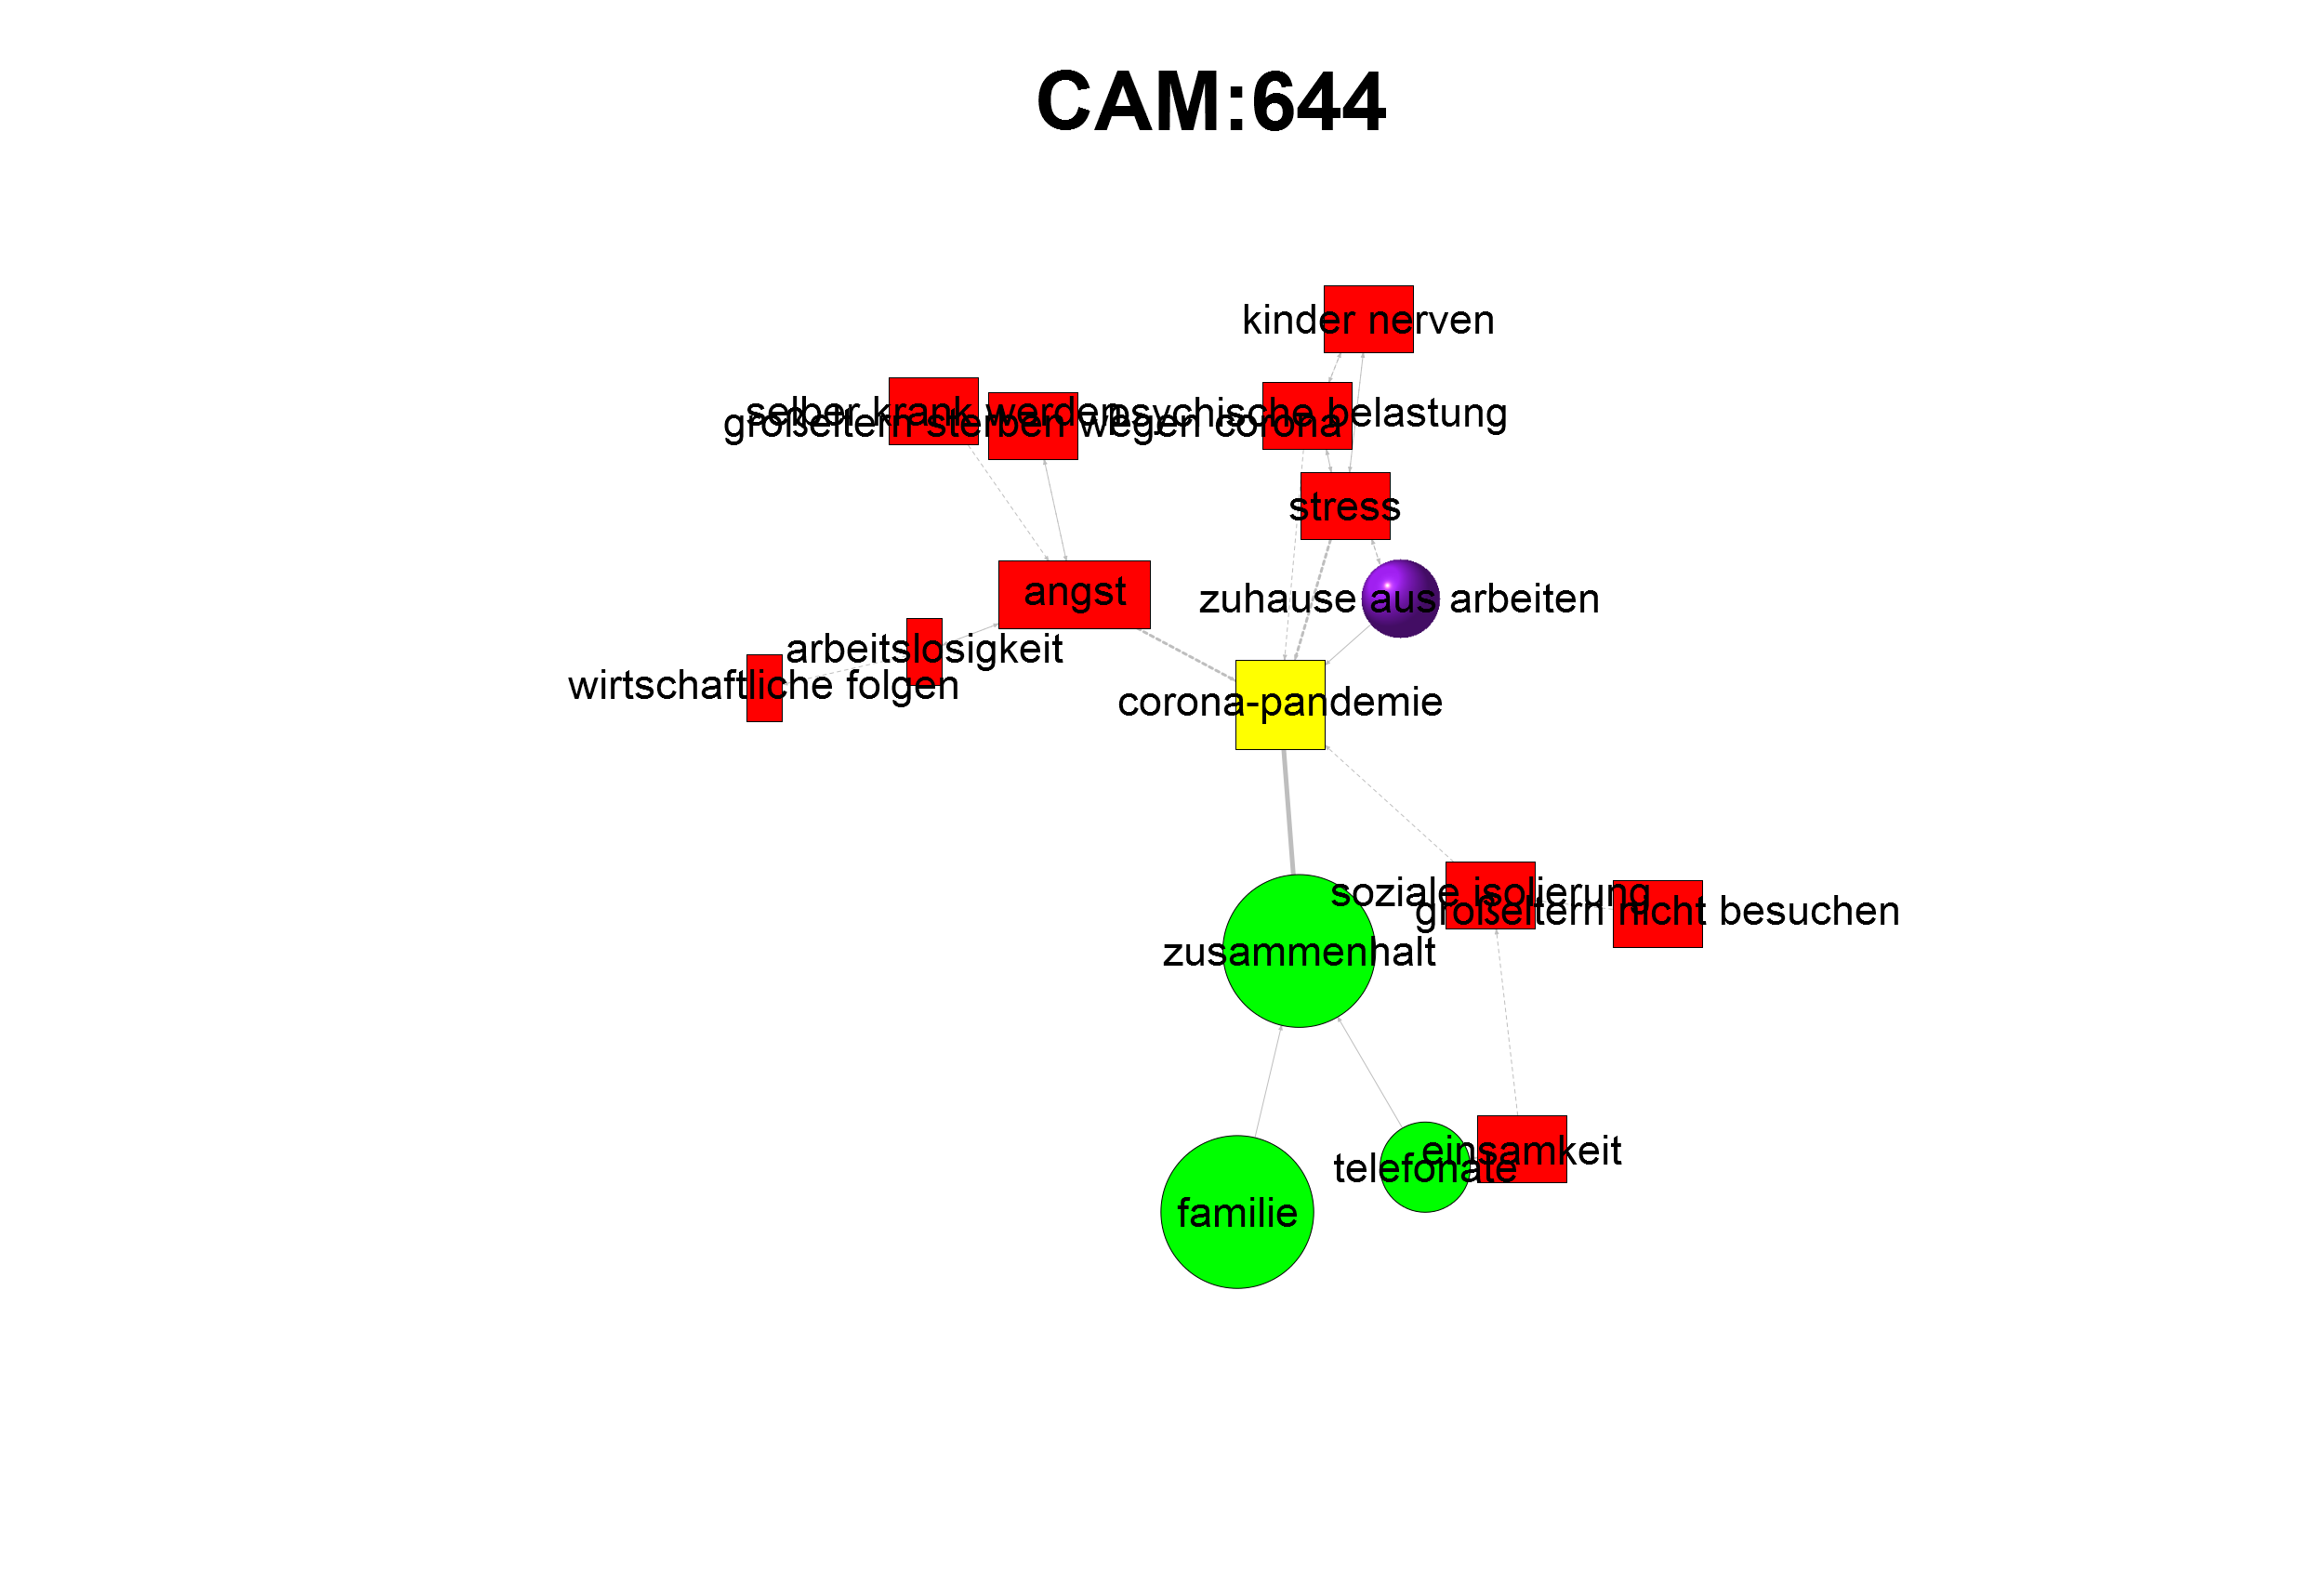 CAM:644
kinder nerven
selber krank werden
psychische belastung
großeltern sterben wegen corona
stress
angst
zuhause aus arbeiten
arbeitslosigkeit
wirtschaftliche folgen
corona-pandemie
soziale isolierung
großeltern nicht besuchen
zusammenhalt
einsamkeit
telefonate
familie